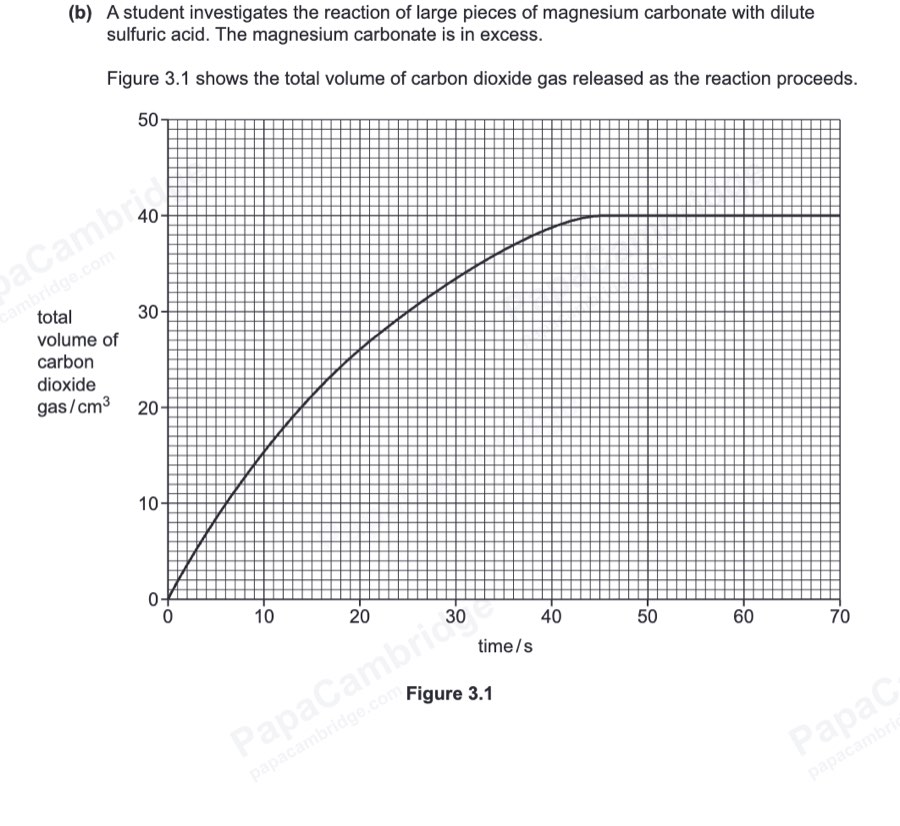 (b) A student investigates the reaction of large pieces of magnesium carbonate with dilute
sulfuric acid. The magnesium carbonate is in excess.
Figure 3.1 shows the total volume of carbon dioxide gas released as the reaction proceeds.
50
40
30
20
10
0
total
volume of
carbon
dioxide
gas/cm³
0 10 20 30 40 50 60 70
time/s
Figure 3.1
PapaCambridge
papacambridge.com